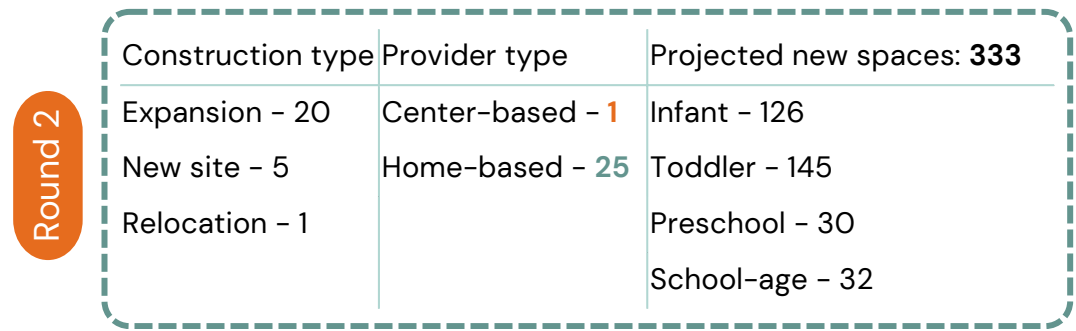 Round 2
Construction type Provider type Projected new spaces: 333
Expansion - 20 Center-based - 1 Infant - 126
New site - 5 Home-based - 25 Toddler - 145
Relocation - 1 Preschool - 30
School-age - 32